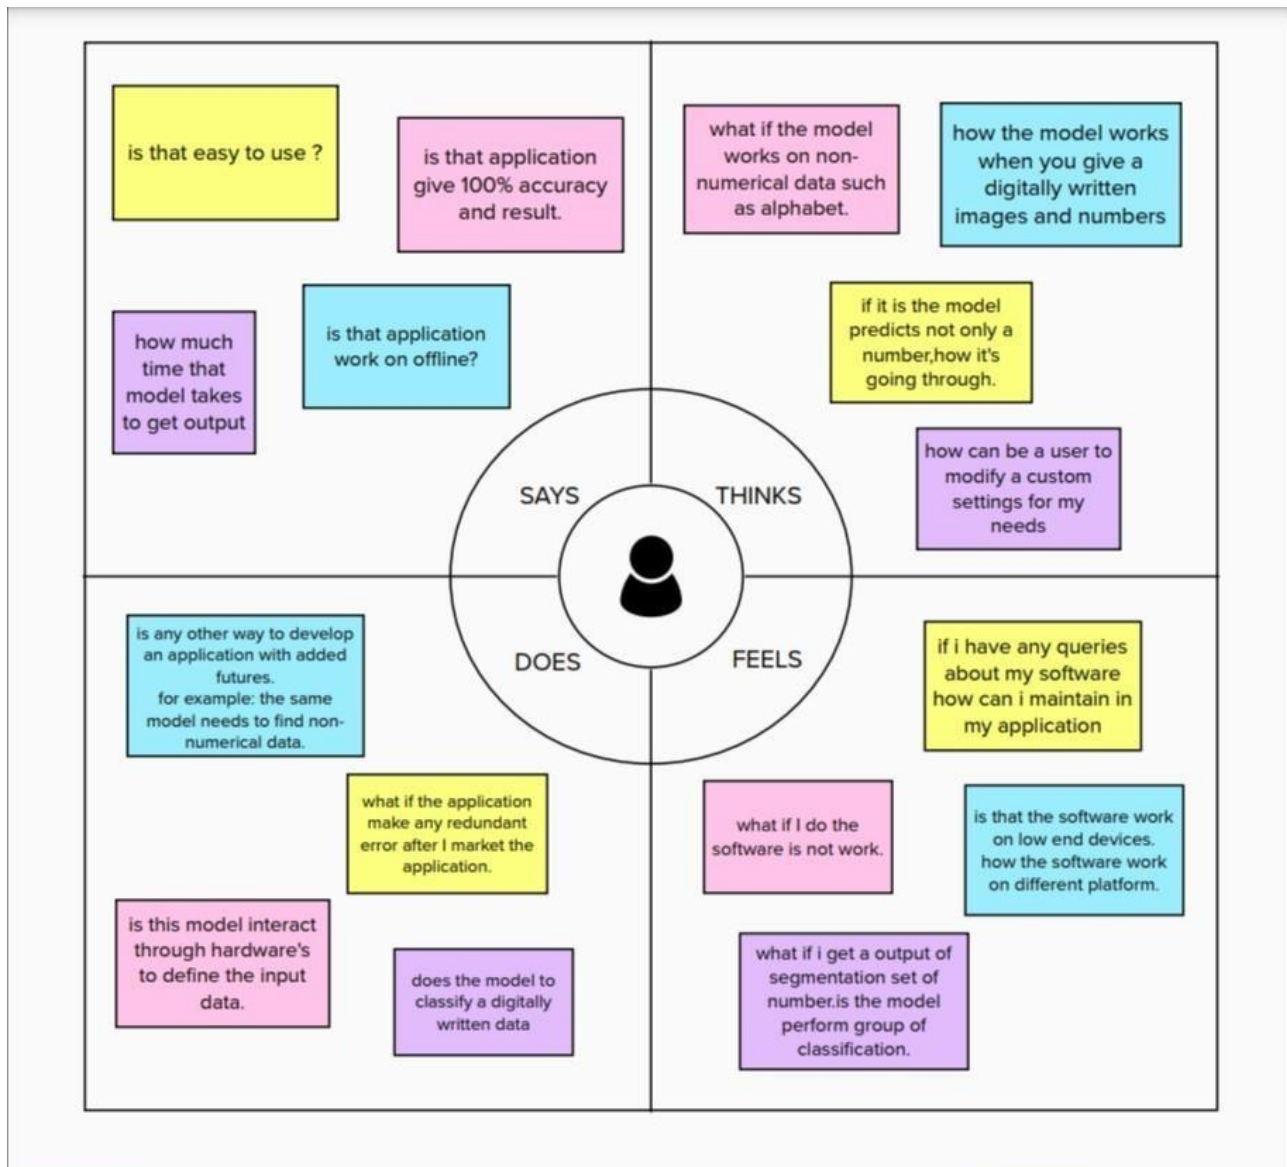 is that easy to use ?
is that application
give 100% accuracy
and result.
how much
time that
model takes
to get output
is that application
work on offline?
what if the model
works on non-
numerical data such
as alphabet.
how the model works
when you give a
digitally written
images and numbers
if it is the model
predicts not only a
number,how it's
going through.
how can be a user to
modify a custom
settings for my
needs
SAYS
THINKS
DOES
FEELS
is any other way to develop
an application with added
futures.
for example: the same
model needs to find non-
numerical data.
what if the application
make any redundant
error after I market the
application.
is this model interact
through hardware's
to define the input
data.
does the model to
classify a digitally
written data
if i have any queries
about my software
how can i maintain in
my application
what if I do the
software is not work.
is that the software work
on low end devices.
how the software work
on different platform.
what if i get a output of
segmentation set of
number.is the model
perform group of
classification.